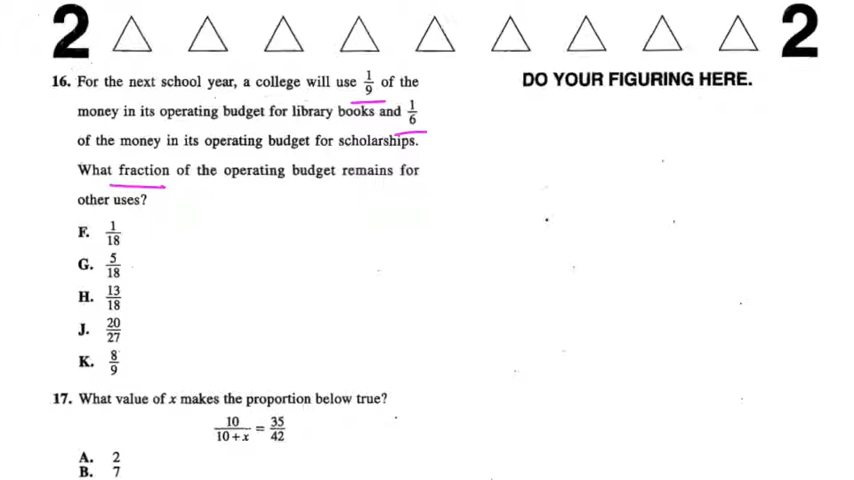 2 2
16. For the next school year, a college will use 1/9 of the
money in its operating budget for library books and 1/6
of the money in its operating budget for scholarships.
What fraction of the operating budget remains for
other uses?
F. 1/18
G. 5/18
H. 13/18
J. 20/27
K. 8/9
DO YOUR FIGURING HERE.
17. What value of x makes the proportion below true?
10/(10+x) = 35/42
A. 2
B. 7